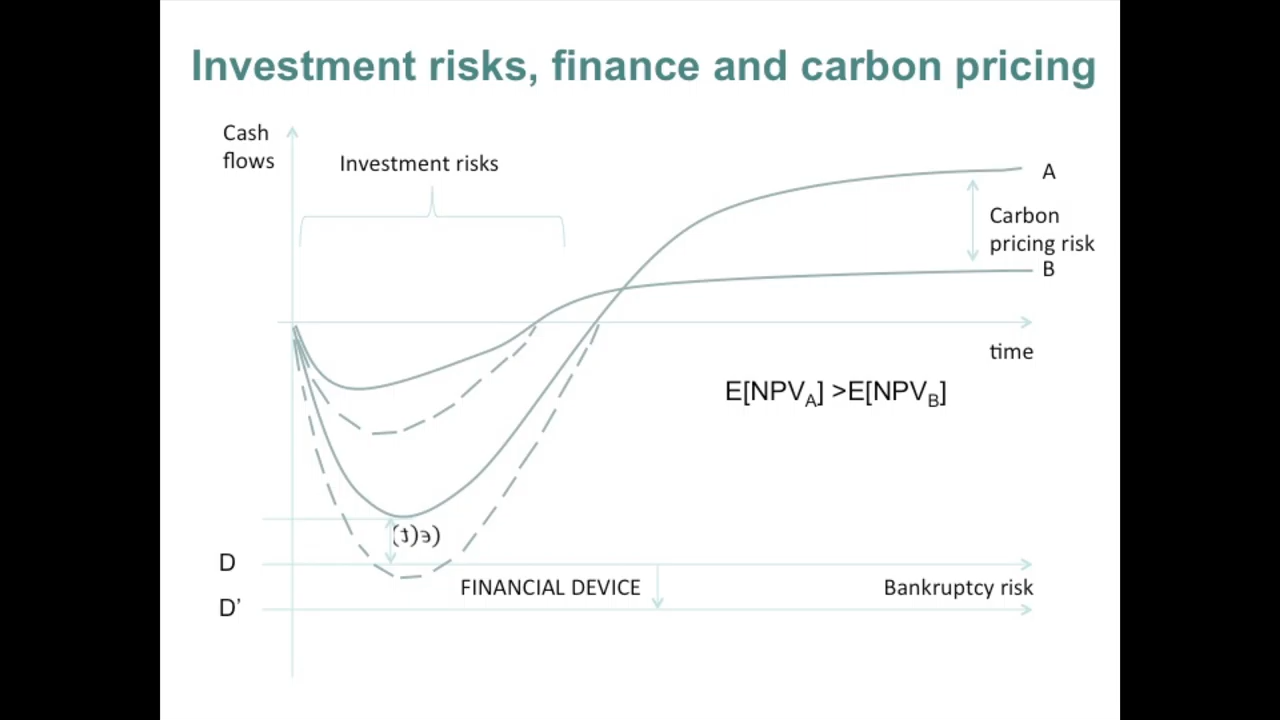 Investment risks, finance and carbon pricing
Cash
flows
Investment risks
A
Carbon
pricing risk
B
time
E[NPVA] >E[NPVB]
D
FINANCIAL DEVICE
Bankruptcy risk
D’